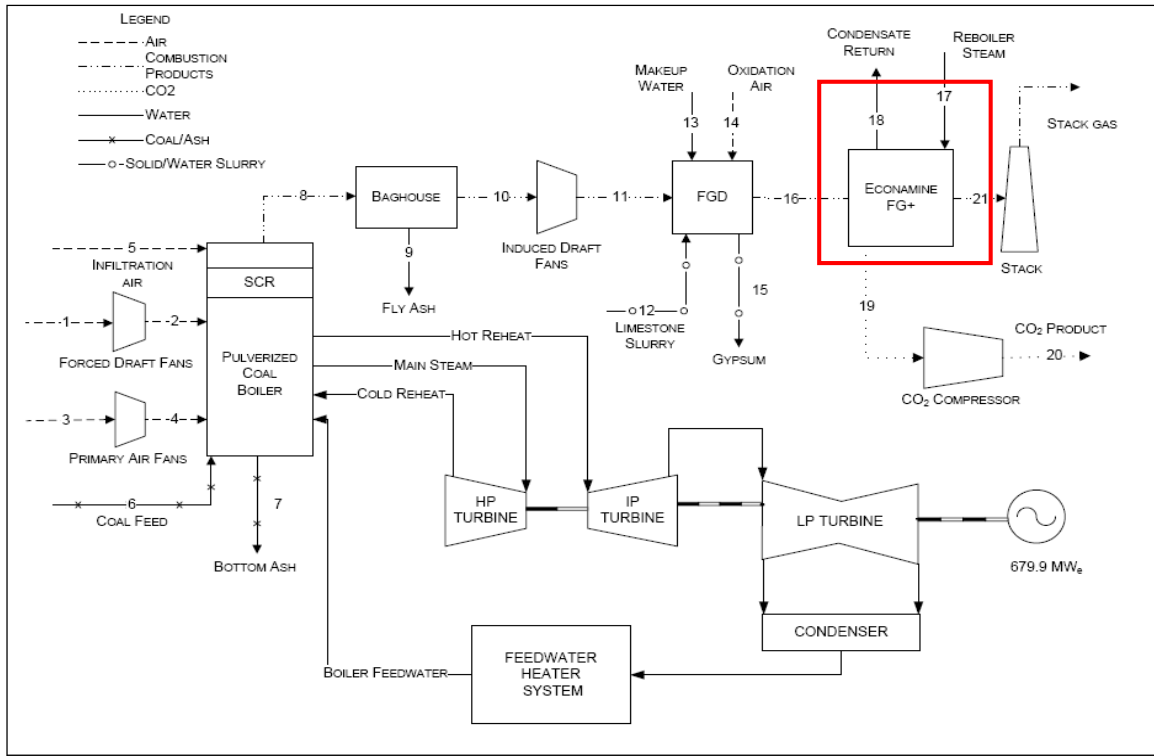 LEGEND
AIR
COMBUSTION
PRODUCTS
CO2
WATER
COAL/ASH
SOLID/WATER SLURRY
CONDENSATE
RETURN
REBOILER
STEAM
MAKEUP
WATER
OXIDATION
AIR
13
14
18
17
STACK GAS
8
BAGHOUSE
10
11
FGD
16
ECONAMINE
FG+
21
STACK
INDUCED DRAFT
FANS
9
FLY ASH
12
LIMESTONE
SLURRY
15
GYPSUM
19
CO2 PRODUCT
20
CO2 COMPRESSOR
5
INFILTRATION
AIR
SCR
1
2
FORCED DRAFT FANS
PULVERIZED
COAL
BOILER
3
4
PRIMARY AIR FANS
6
COAL FEED
7
BOTTOM ASH
HOT REHEAT
MAIN STEAM
COLD REHEAT
HP
TURBINE
IP
TURBINE
LP TURBINE
679.9 MWe
CONDENSER
FEEDWATER
HEATER
SYSTEM
BOILER FEEDWATER